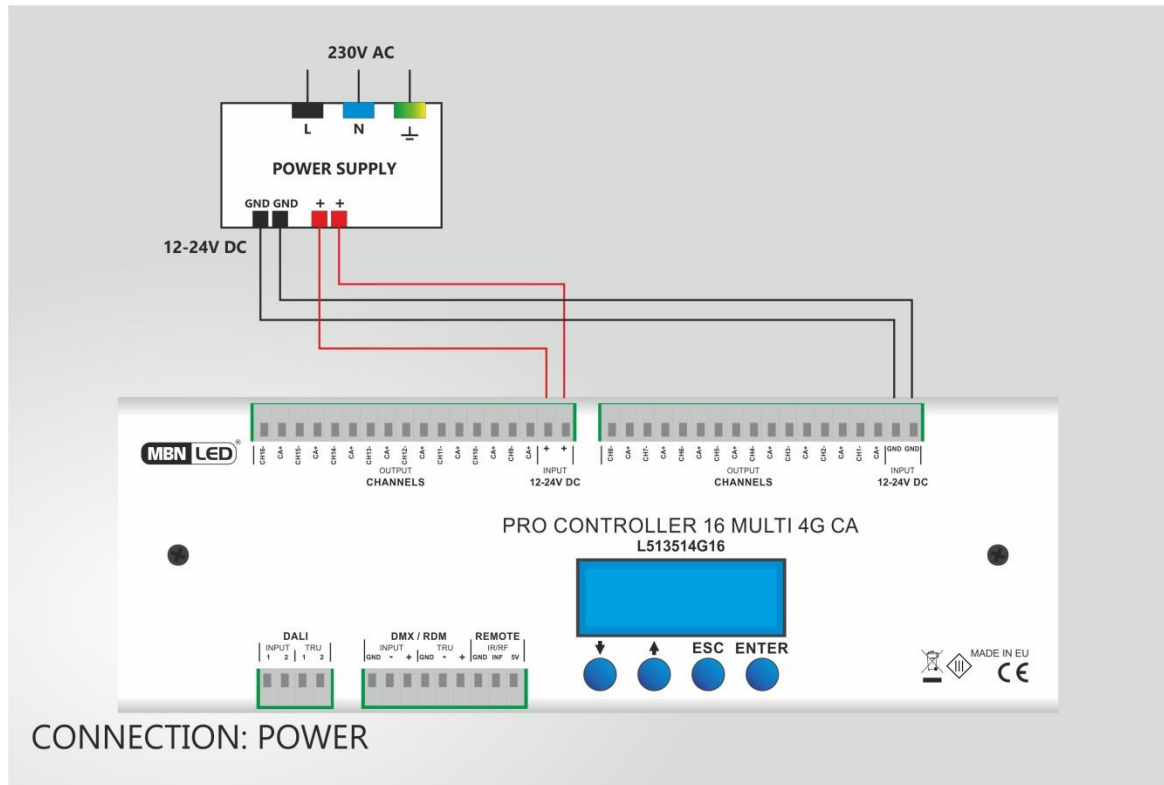 230V AC
L N
POWER SUPPLY
GND GND + +
12-24V DC
MBN LED®
CH16- CA+ CH15- CA+ CH14- CA+ CH13- CA+ CH12- CA+ CH11- CA+ CH10- CA+ CH9- CA+ + +
OUTPUT INPUT
CHANNELS 12-24V DC
CH8- CA+ CH7- CA+ CH6- CA+ CH5- CA+ CH4- CA+ CH3- CA+ CH2- CA+ CH1- CA+ GND GND
OUTPUT INPUT
CHANNELS 12-24V DC
PRO CONTROLLER 16 MULTI 4G CA
L513514G16
DALI
INPUT TRU
1 2 1 2
DMX / RDM REMOTE
INPUT TRU IR/RF
GND - + GND - + GND INF 5V
ESC ENTER
III
MADE IN EU
CE
CONNECTION: POWER